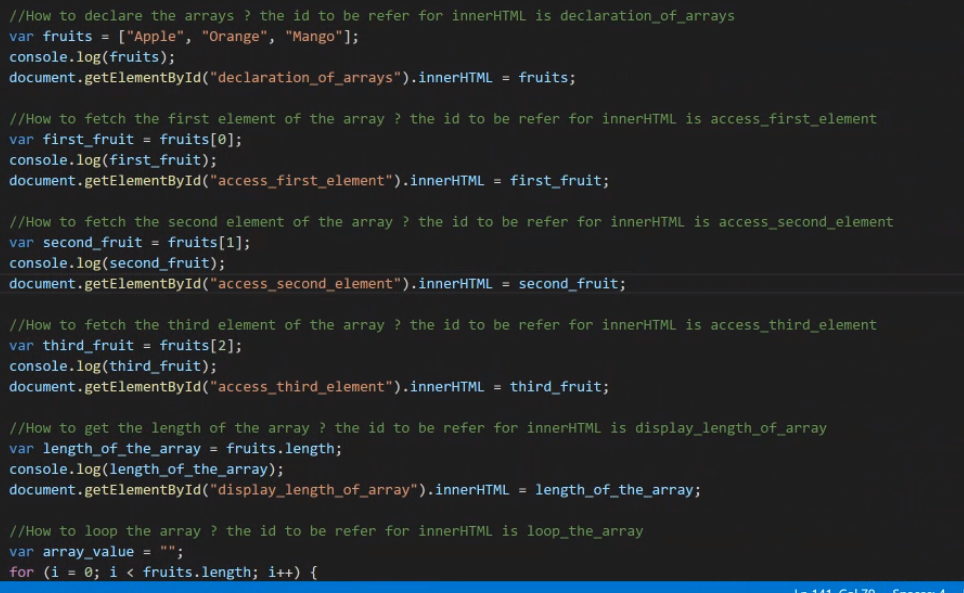 //How to declare the arrays ? the id to be refer for innerHTML is declaration_of_arrays
var fruits = ["Apple", "Orange", "Mango"];
console.log(fruits);
document.getElementById("declaration_of_arrays").innerHTML = fruits;
//How to fetch the first element of the array ? the id to be refer for innerHTML is access_first_element
var first_fruit = fruits[0];
console.log(first_fruit);
document.getElementById("access_first_element").innerHTML = first_fruit;
//How to fetch the second element of the array ? the id to be refer for innerHTML is access_second_element
var second_fruit = fruits[1];
console.log(second_fruit);
document.getElementById("access_second_element").innerHTML = second_fruit;
//How to fetch the third element of the array ? the id to be refer for innerHTML is access_third_element
var third_fruit = fruits[2];
console.log(third_fruit);
document.getElementById("access_third_element").innerHTML = third_fruit;
//How to get the length of the array ? the id to be refer for innerHTML is display_length_of_array
var length_of_the_array = fruits.length;
console.log(length_of_the_array);
document.getElementById("display_length_of_array").innerHTML = length_of_the_array;
//How to loop the array ? the id to be refer for innerHTML is loop_the_array
var array_value = "";
for (i = 0; i < fruits.length; i++) {